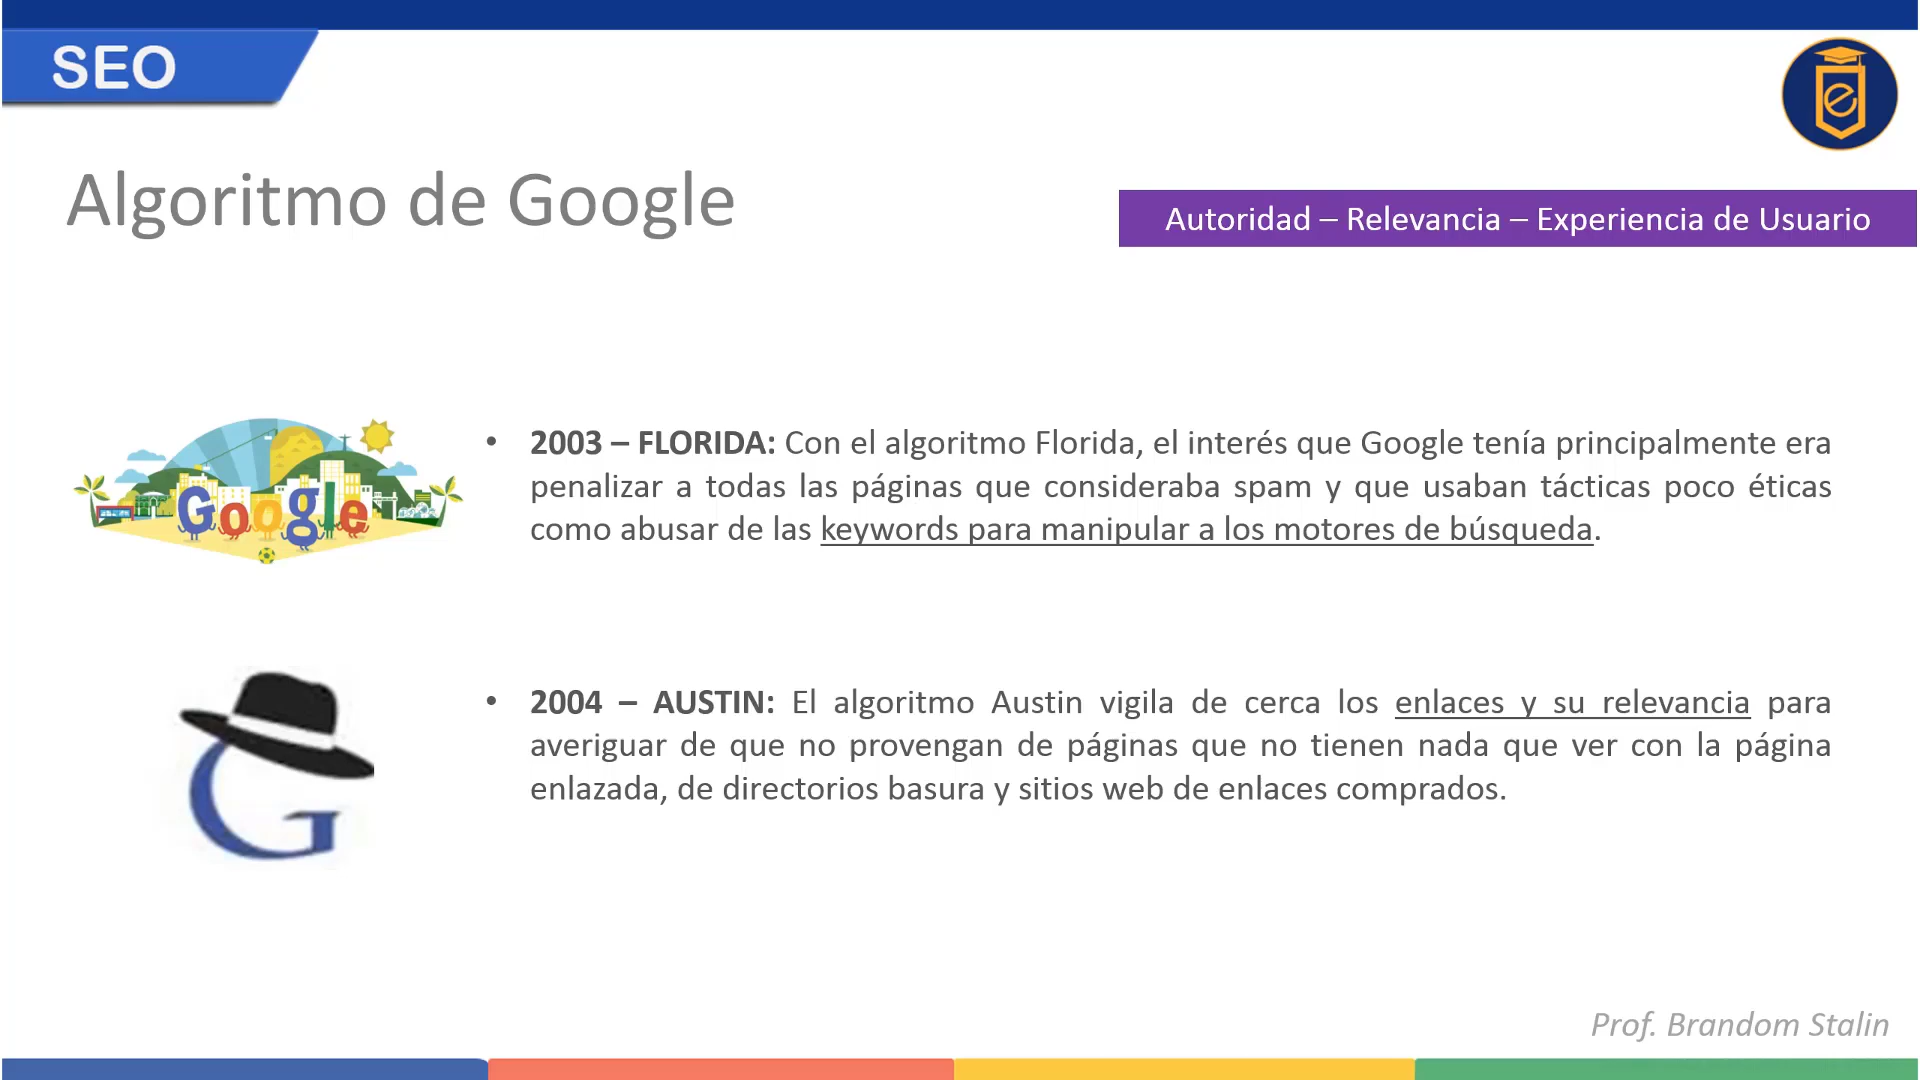 SEO
Algoritmo de Google
Autoridad – Relevancia – Experiencia de Usuario
Google
• 2003 – FLORIDA: Con el algoritmo Florida, el interés que Google tenía principalmente era
penalizar a todas las páginas que consideraba spam y que usaban tácticas poco éticas
como abusar de las keywords para manipular a los motores de búsqueda.
G
• 2004 – AUSTIN: El algoritmo Austin vigila de cerca los enlaces y su relevancia para
averiguar de que no provengan de páginas que no tienen nada que ver con la página
enlazada, de directorios basura y sitios web de enlaces comprados.
Prof. Brandom Stalin